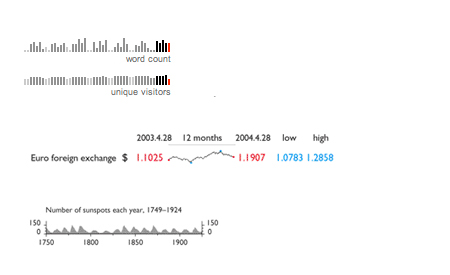 word count
unique visitors
2003.4.28 12 months 2004.4.28 low high
Euro foreign exchange $ 1.1025 1.1907 1.0783 1.2858
Number of sunspots each year, 1749–1924
150 150
0 0
1750 1800 1850 1900